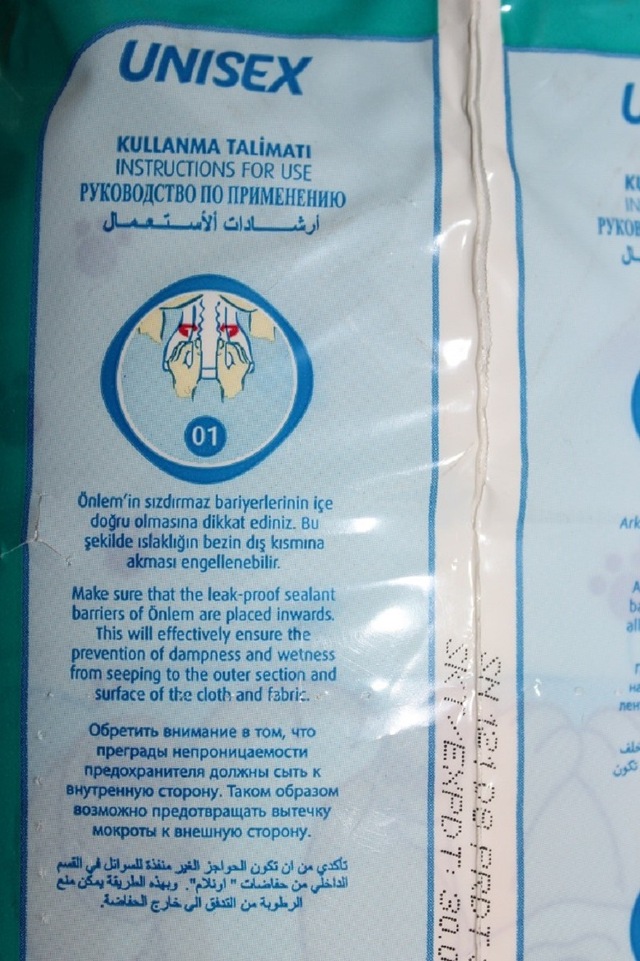 UNISEX
KULLANMA TALİMATI
INSTRUCTIONS FOR USE
РУКОВОДСТВО ПО ПРИМЕНЕНИЮ
أرشـــادات ألأستـعمـــال
01
Önlem'in sızdırmaz bariyerlerinin içe
doğru olmasına dikkat ediniz. Bu
şekilde ıslaklığın bezin dış kısmına
akması engellenebilir.
Make sure that the leak-proof sealant
barriers of Önlem are placed inwards.
This will effectively ensure the
prevention of dampness and wetness
from seeping to the outer section and
surface of the cloth and fabric.
Обретить внимание в том, что
преграды непроницаемости
предохранителя должны сыть к
внутренную сторону. Таком образом
возможно предотвращать вытечку
мокроты к внешную сторону.
تأكدي من ان تكون الحواجز الغير منفذة للسوائل في القسم
الداخلي من حفاضات " ارنلام". وبهذه الطريقة يمكن منع
الرطوبة من التدفق الى خارج الحفاضة.